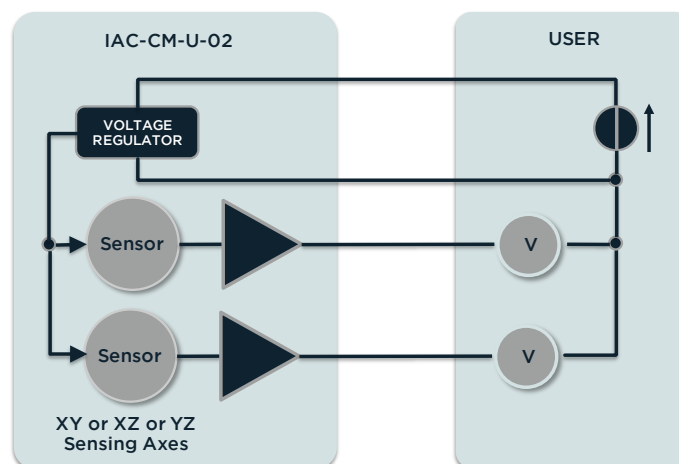 IAC-CM-U-02
USER
VOLTAGE
REGULATOR
Sensor
V
Sensor
V
XY or XZ or YZ
Sensing Axes